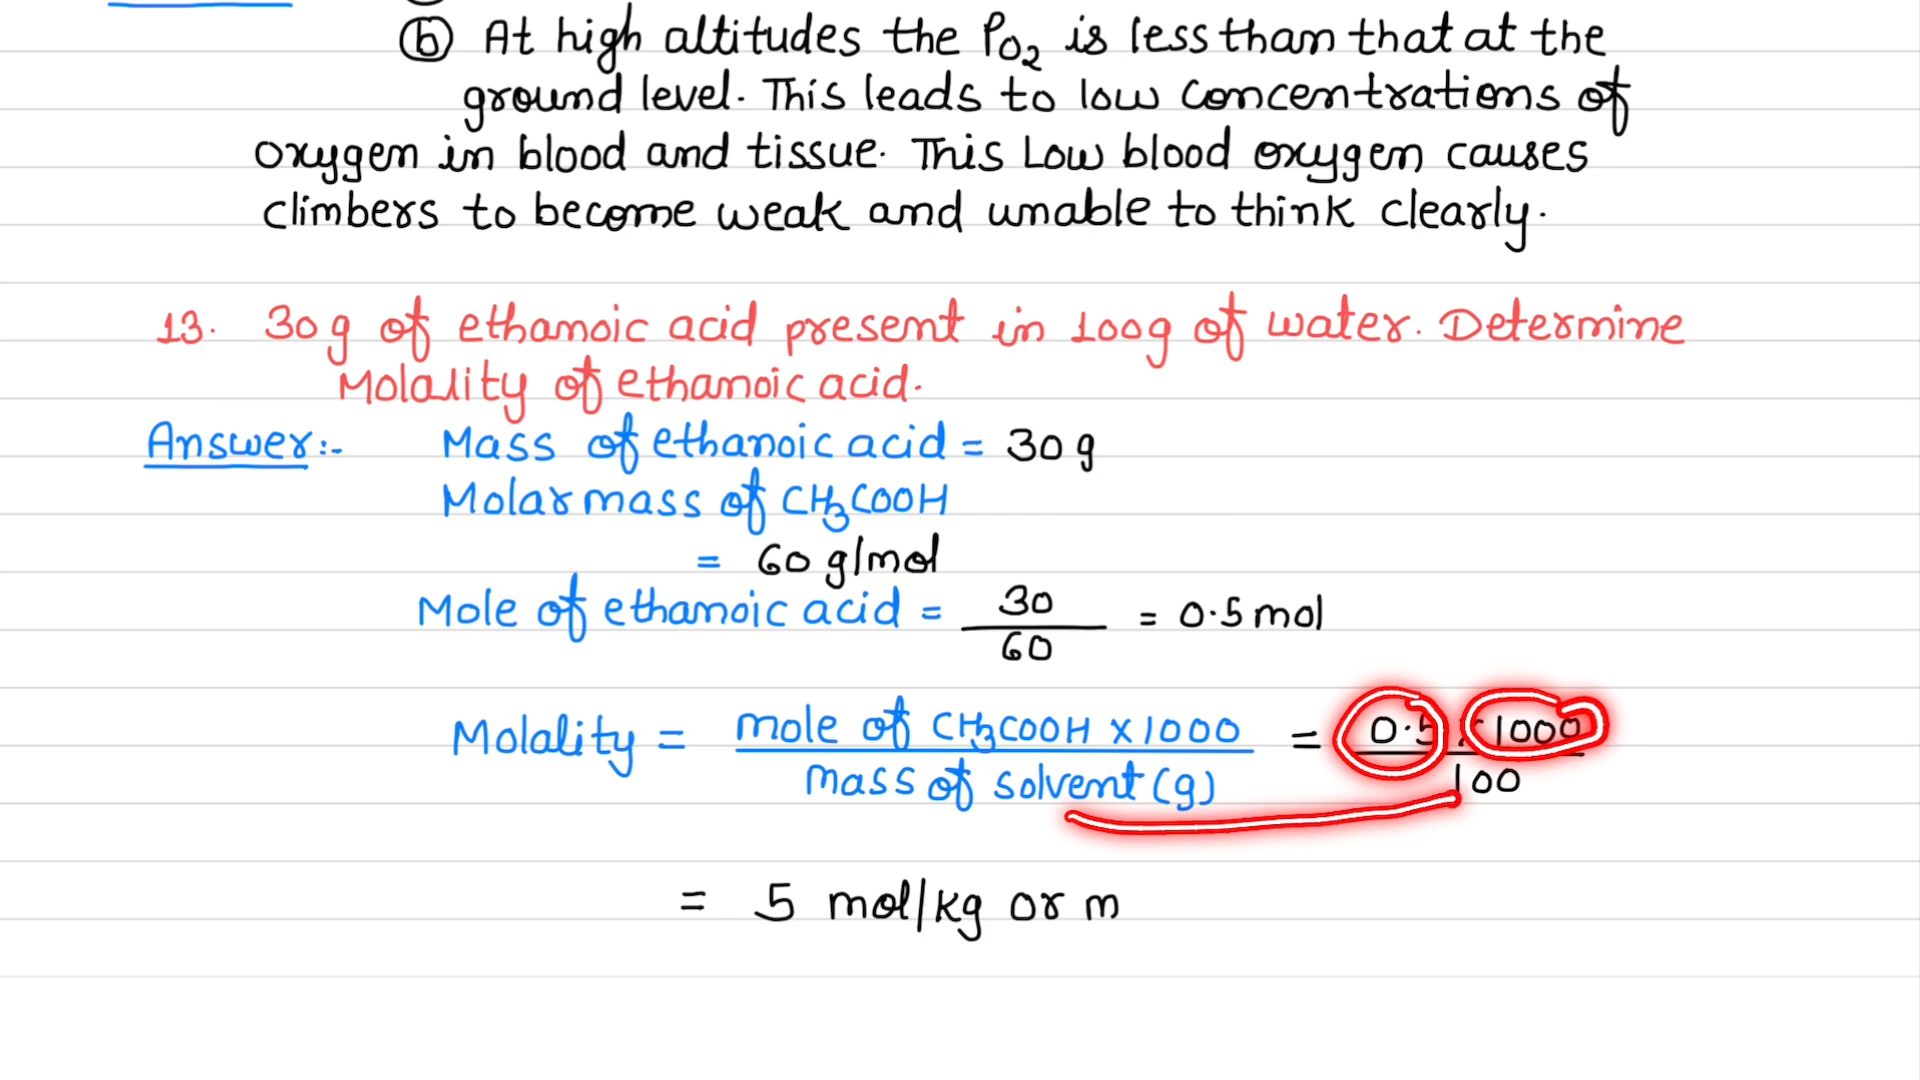 ⓑ At high altitudes the PO₂ is less than that at the
ground level. This leads to low concentrations of
oxygen in blood and tissue. This Low blood oxygen causes
climbers to become weak and unable to think clearly.
13. 30g of ethanoic acid present in 100g of water. Determine
Molality of ethanoic acid.
Answer:- Mass of ethanoic acid = 30 g
Molar mass of CH₃COOH
= 60 g/mol
Mole of ethanoic acid = 30/60 = 0.5 mol
Molality = mole of CH₃COOH x 1000 / mass of solvent (g) = 0.5 x 1000 / 100
= 5 mol/kg or m